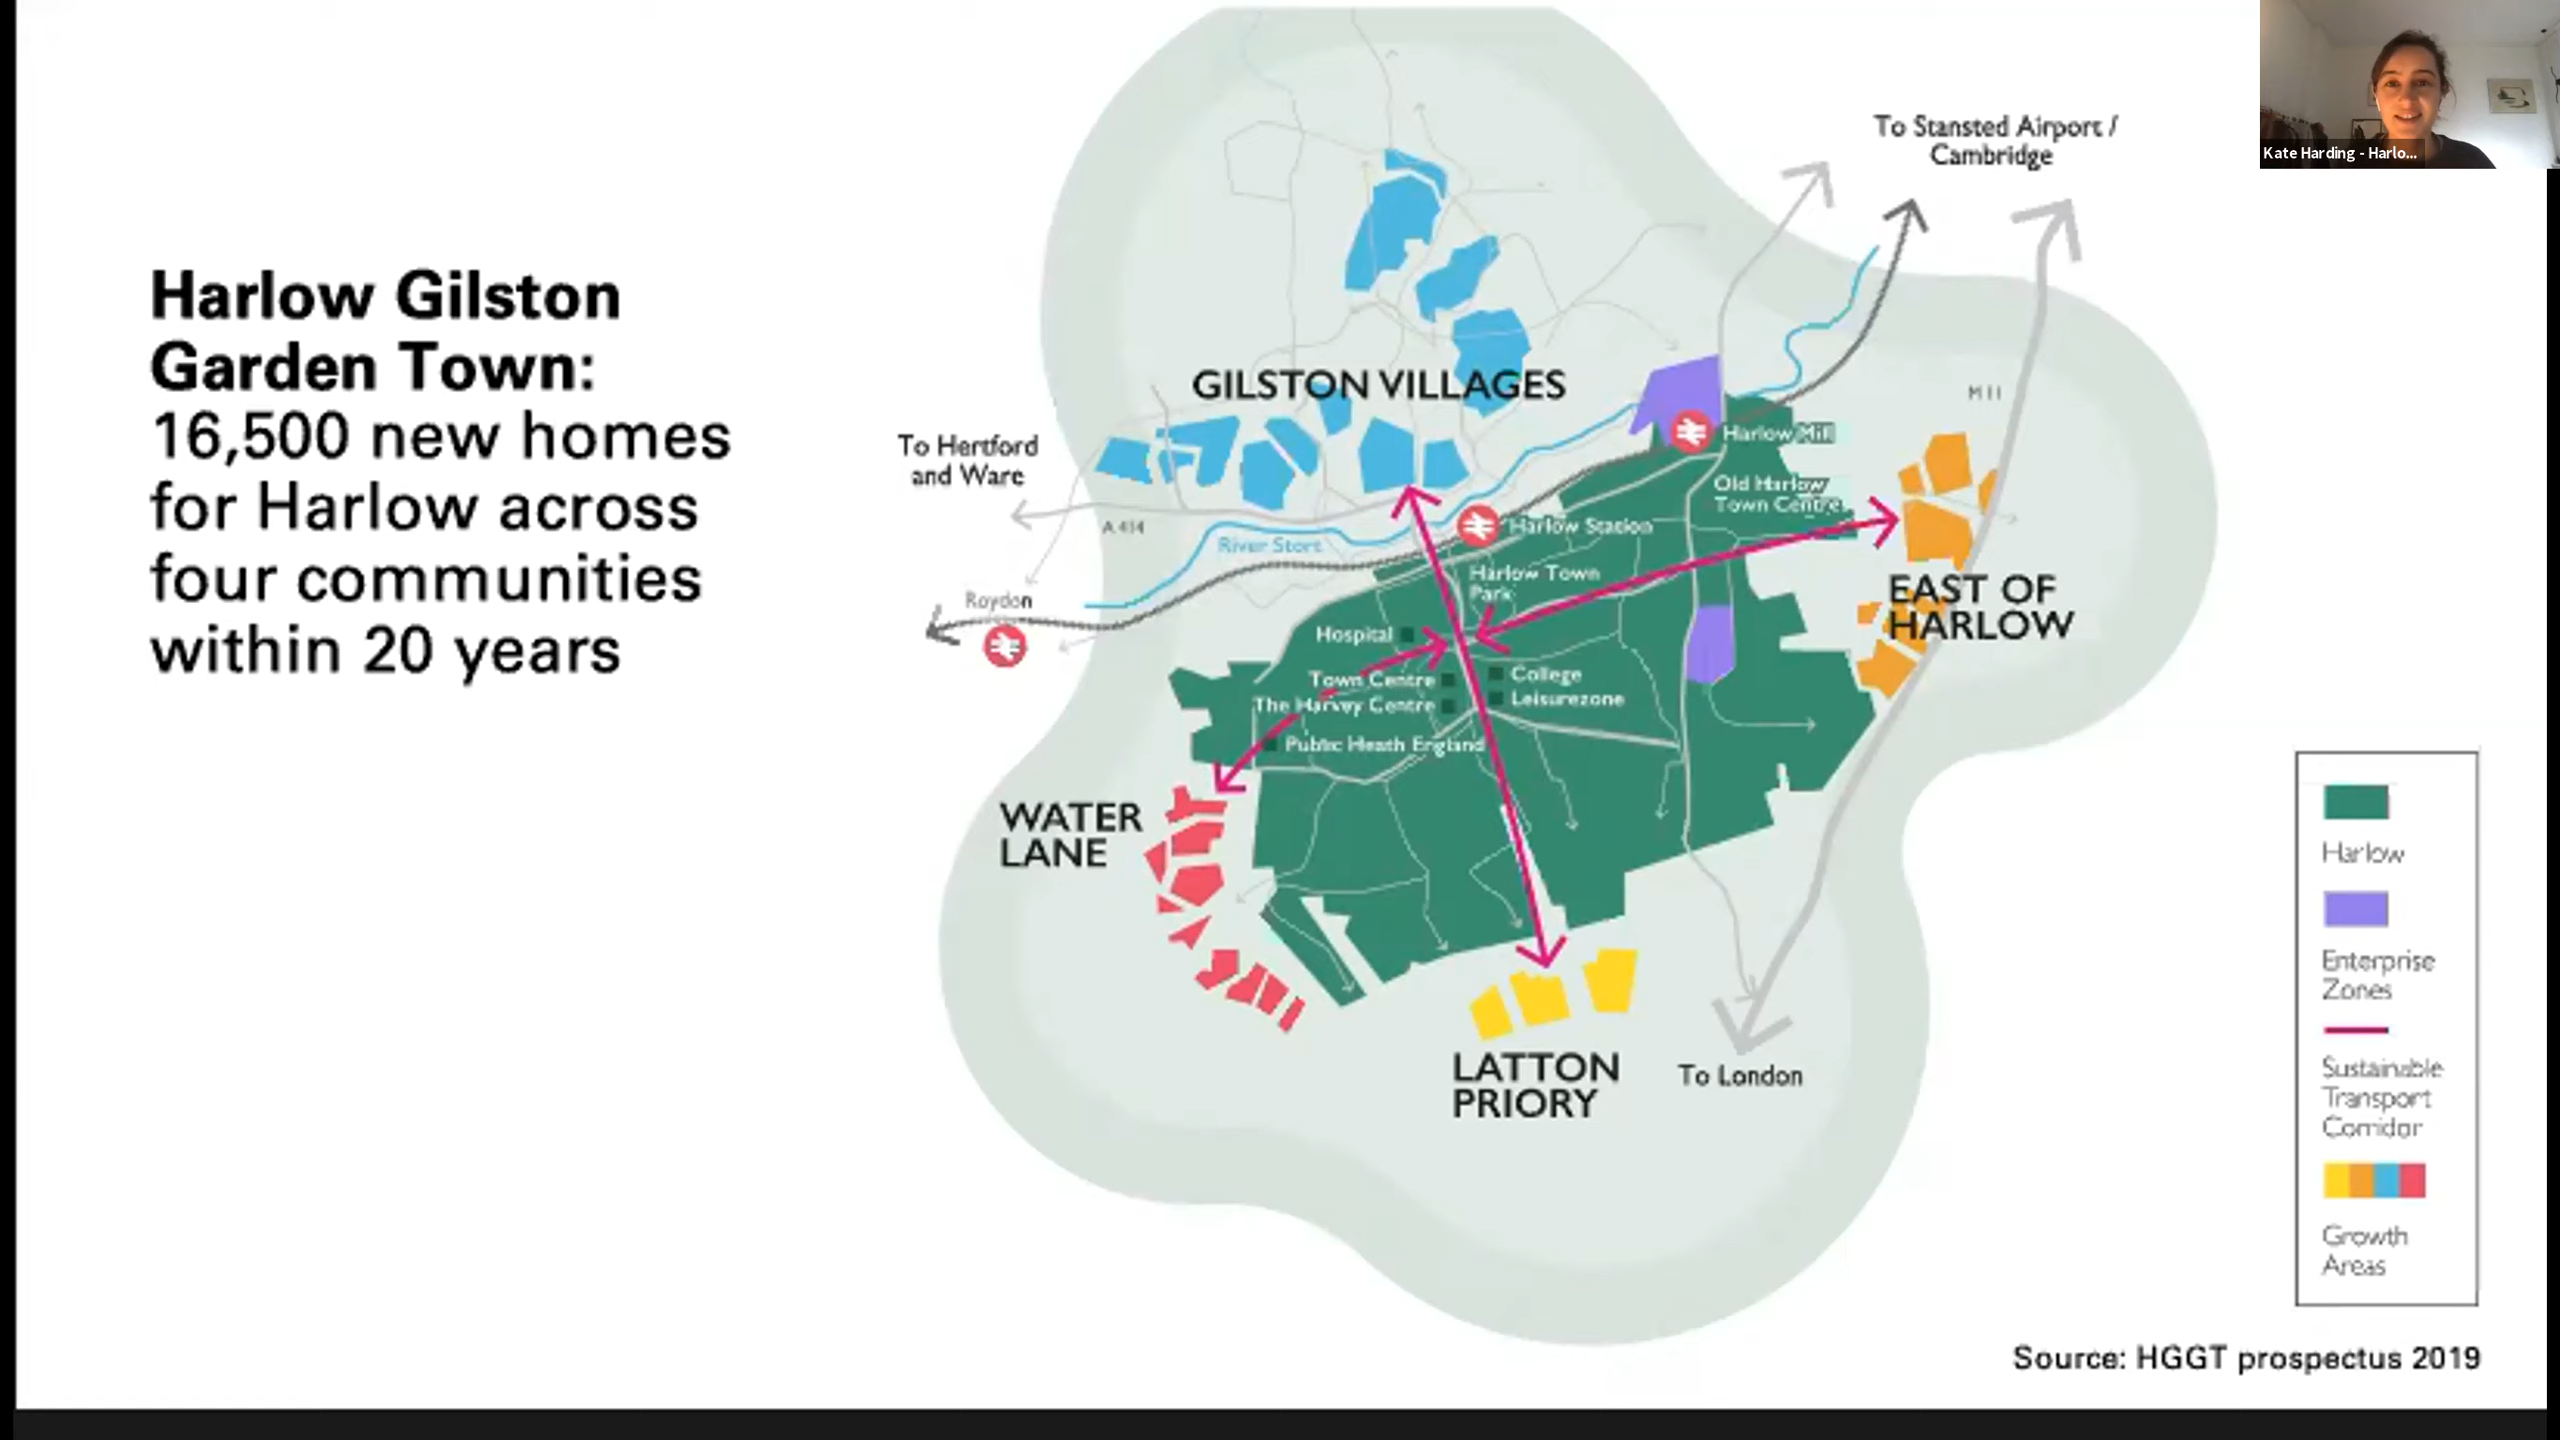 Harlow Gilston
Garden Town:
16,500 new homes
for Harlow across
four communities
within 20 years
To Stansted Airport /
Cambridge
Kate Harding - Harlo...
GILSTON VILLAGES
M11
To Hertford
and Ware
Harlow Mill
Old Harlow
Town Centre
A414
River Stort
Harlow Station
Harlow Town
Park
Roydon
EAST OF
HARLOW
Hospital
Town Centre
College
The Harvey Centre
Leisurezone
Public Heath England
WATER
LANE
LATTON
PRIORY
To London
Harlow
Enterprise
Zones
Sustainable
Transport
Corridor
Growth
Areas
Source: HGGT prospectus 2019